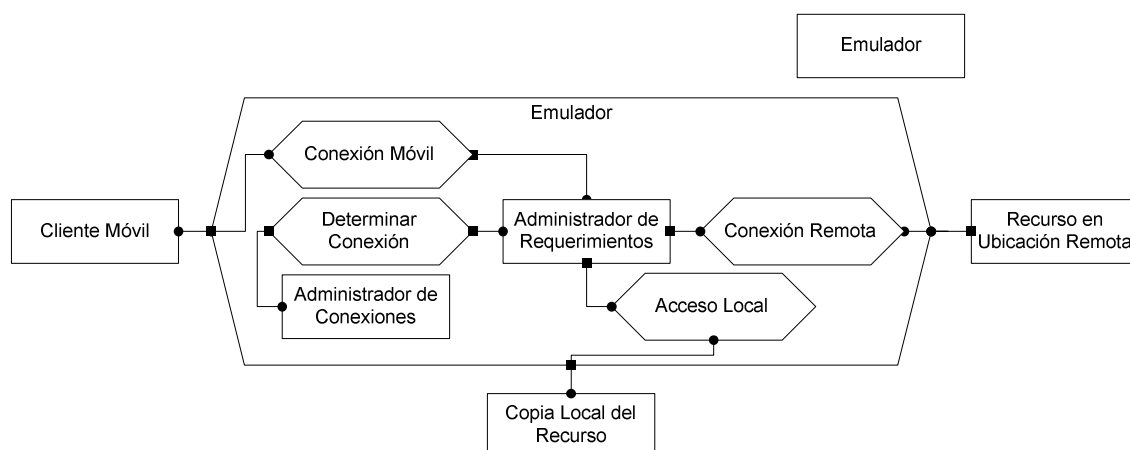 Emulador
Emulador
Conexión Móvil
Cliente Móvil
Determinar
Conexión
Administrador de
Requerimientos
Conexión Remota
Recurso en
Ubicación Remota
Administrador de
Conexiones
Acceso Local
Copia Local del
Recurso